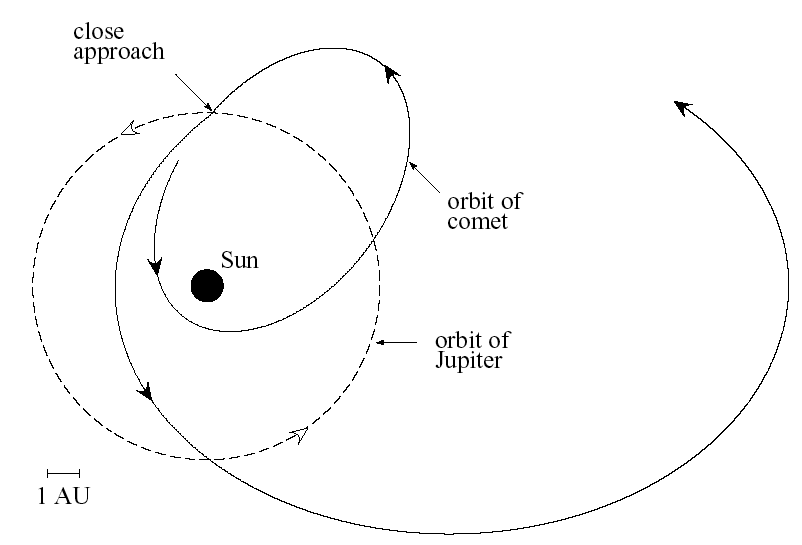 close
approach
orbit of
comet
Sun
orbit of
Jupiter
1 AU